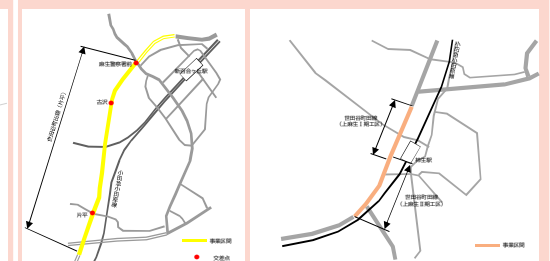 麻生警察署前
新百合ヶ丘駅
古沢
世田谷町田線(片平)
小田急小田原線
片平
事業区間
交差点
小田急小田原線
世田谷町田線
(上麻生Ⅰ期工区)
柿生駅
世田谷町田線
(上麻生Ⅱ期工区)
事業区間